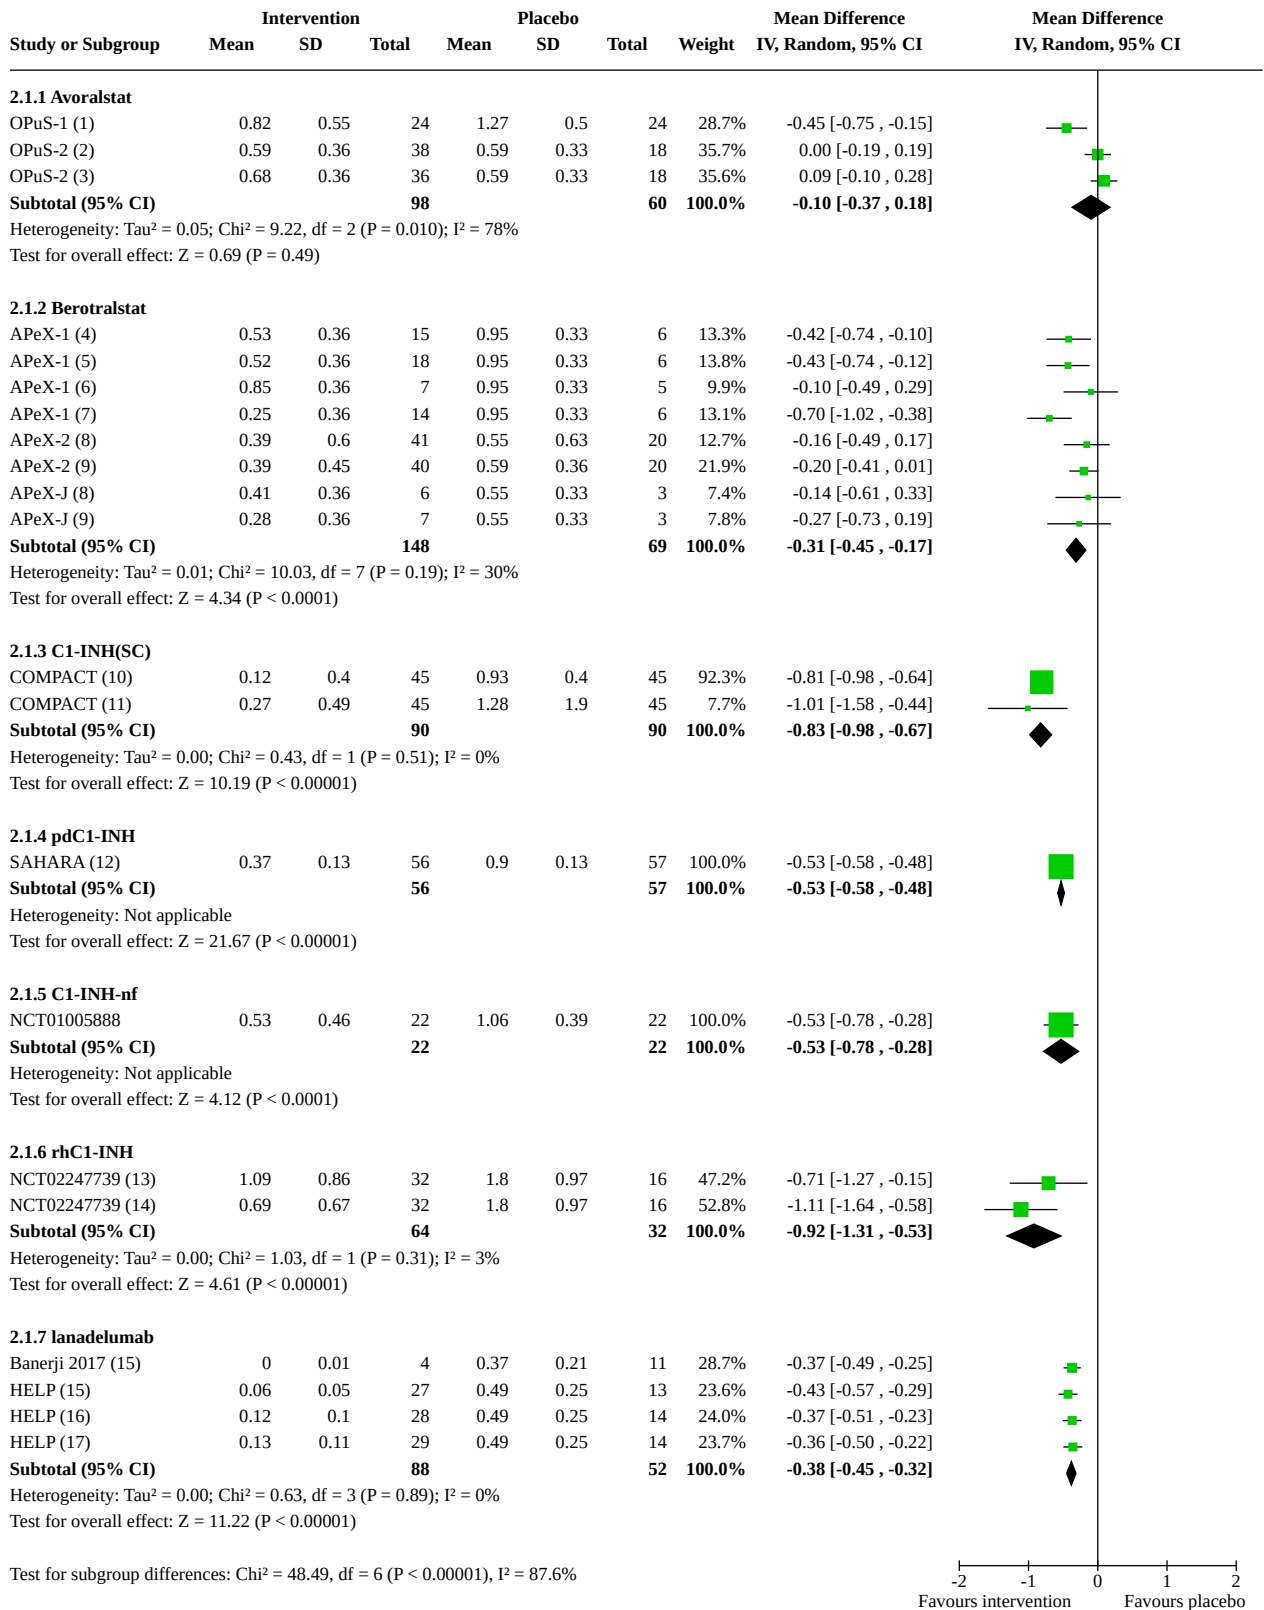 Intervention Placebo Mean Difference Mean Difference
Study or Subgroup Mean SD Total Mean SD Total Weight IV, Random, 95% CI IV, Random, 95% CI
2.1.1 Avoralstat
OPuS-1 (1) 0.82 0.55 24 1.27 0.5 24 28.7% -0.45 [-0.75 , -0.15]
OPuS-2 (2) 0.59 0.36 38 0.59 0.33 18 35.7% 0.00 [-0.19 , 0.19]
OPuS-2 (3) 0.68 0.36 36 0.59 0.33 18 35.6% 0.09 [-0.10 , 0.28]
Subtotal (95% CI) 98 60 100.0% -0.10 [-0.37 , 0.18]
Heterogeneity: Tau² = 0.05; Chi² = 9.22, df = 2 (P = 0.010); I² = 78%
Test for overall effect: Z = 0.69 (P = 0.49)
2.1.2 Berotralstat
APeX-1 (4) 0.53 0.36 15 0.95 0.33 6 13.3% -0.42 [-0.74 , -0.10]
APeX-1 (5) 0.52 0.36 18 0.95 0.33 6 13.8% -0.43 [-0.74 , -0.12]
APeX-1 (6) 0.85 0.36 7 0.95 0.33 5 9.9% -0.10 [-0.49 , 0.29]
APeX-1 (7) 0.25 0.36 14 0.95 0.33 6 13.1% -0.70 [-1.02 , -0.38]
APeX-2 (8) 0.39 0.6 41 0.55 0.63 20 12.7% -0.16 [-0.49 , 0.17]
APeX-2 (9) 0.39 0.45 40 0.59 0.36 20 21.9% -0.20 [-0.41 , 0.01]
APeX-J (8) 0.41 0.36 6 0.55 0.33 3 7.4% -0.14 [-0.61 , 0.33]
APeX-J (9) 0.28 0.36 7 0.55 0.33 3 7.8% -0.27 [-0.73 , 0.19]
Subtotal (95% CI) 148 69 100.0% -0.31 [-0.45 , -0.17]
Heterogeneity: Tau² = 0.01; Chi² = 10.03, df = 7 (P = 0.19); I² = 30%
Test for overall effect: Z = 4.34 (P < 0.0001)
2.1.3 C1-INH(SC)
COMPACT (10) 0.12 0.4 45 0.93 0.4 45 92.3% -0.81 [-0.98 , -0.64]
COMPACT (11) 0.27 0.49 45 1.28 1.9 45 7.7% -1.01 [-1.58 , -0.44]
Subtotal (95% CI) 90 90 100.0% -0.83 [-0.98 , -0.67]
Heterogeneity: Tau² = 0.00; Chi² = 0.43, df = 1 (P = 0.51); I² = 0%
Test for overall effect: Z = 10.19 (P < 0.00001)
2.1.4 pdC1-INH
SAHARA (12) 0.37 0.13 56 0.9 0.13 57 100.0% -0.53 [-0.58 , -0.48]
Subtotal (95% CI) 56 57 100.0% -0.53 [-0.58 , -0.48]
Heterogeneity: Not applicable
Test for overall effect: Z = 21.67 (P < 0.00001)
2.1.5 C1-INH-nf
NCT01005888 0.53 0.46 22 1.06 0.39 22 100.0% -0.53 [-0.78 , -0.28]
Subtotal (95% CI) 22 22 100.0% -0.53 [-0.78 , -0.28]
Heterogeneity: Not applicable
Test for overall effect: Z = 4.12 (P < 0.0001)
2.1.6 rhC1-INH
NCT02247739 (13) 1.09 0.86 32 1.8 0.97 16 47.2% -0.71 [-1.27 , -0.15]
NCT02247739 (14) 0.69 0.67 32 1.8 0.97 16 52.8% -1.11 [-1.64 , -0.58]
Subtotal (95% CI) 64 32 100.0% -0.92 [-1.31 , -0.53]
Heterogeneity: Tau² = 0.00; Chi² = 1.03, df = 1 (P = 0.31); I² = 3%
Test for overall effect: Z = 4.61 (P < 0.00001)
2.1.7 lanadelumab
Banerji 2017 (15) 0 0.01 4 0.37 0.21 11 28.7% -0.37 [-0.49 , -0.25]
HELP (15) 0.06 0.05 27 0.49 0.25 13 23.6% -0.43 [-0.57 , -0.29]
HELP (16) 0.12 0.1 28 0.49 0.25 14 24.0% -0.37 [-0.51 , -0.23]
HELP (17) 0.13 0.11 29 0.49 0.25 14 23.7% -0.36 [-0.50 , -0.22]
Subtotal (95% CI) 88 52 100.0% -0.38 [-0.45 , -0.32]
Heterogeneity: Tau² = 0.00; Chi² = 0.63, df = 3 (P = 0.89); I² = 0%
Test for overall effect: Z = 11.22 (P < 0.00001)
Test for subgroup differences: Chi² = 48.49, df = 6 (P < 0.00001), I² = 87.6%
-2 -1 0 1 2
Favours intervention Favours placebo